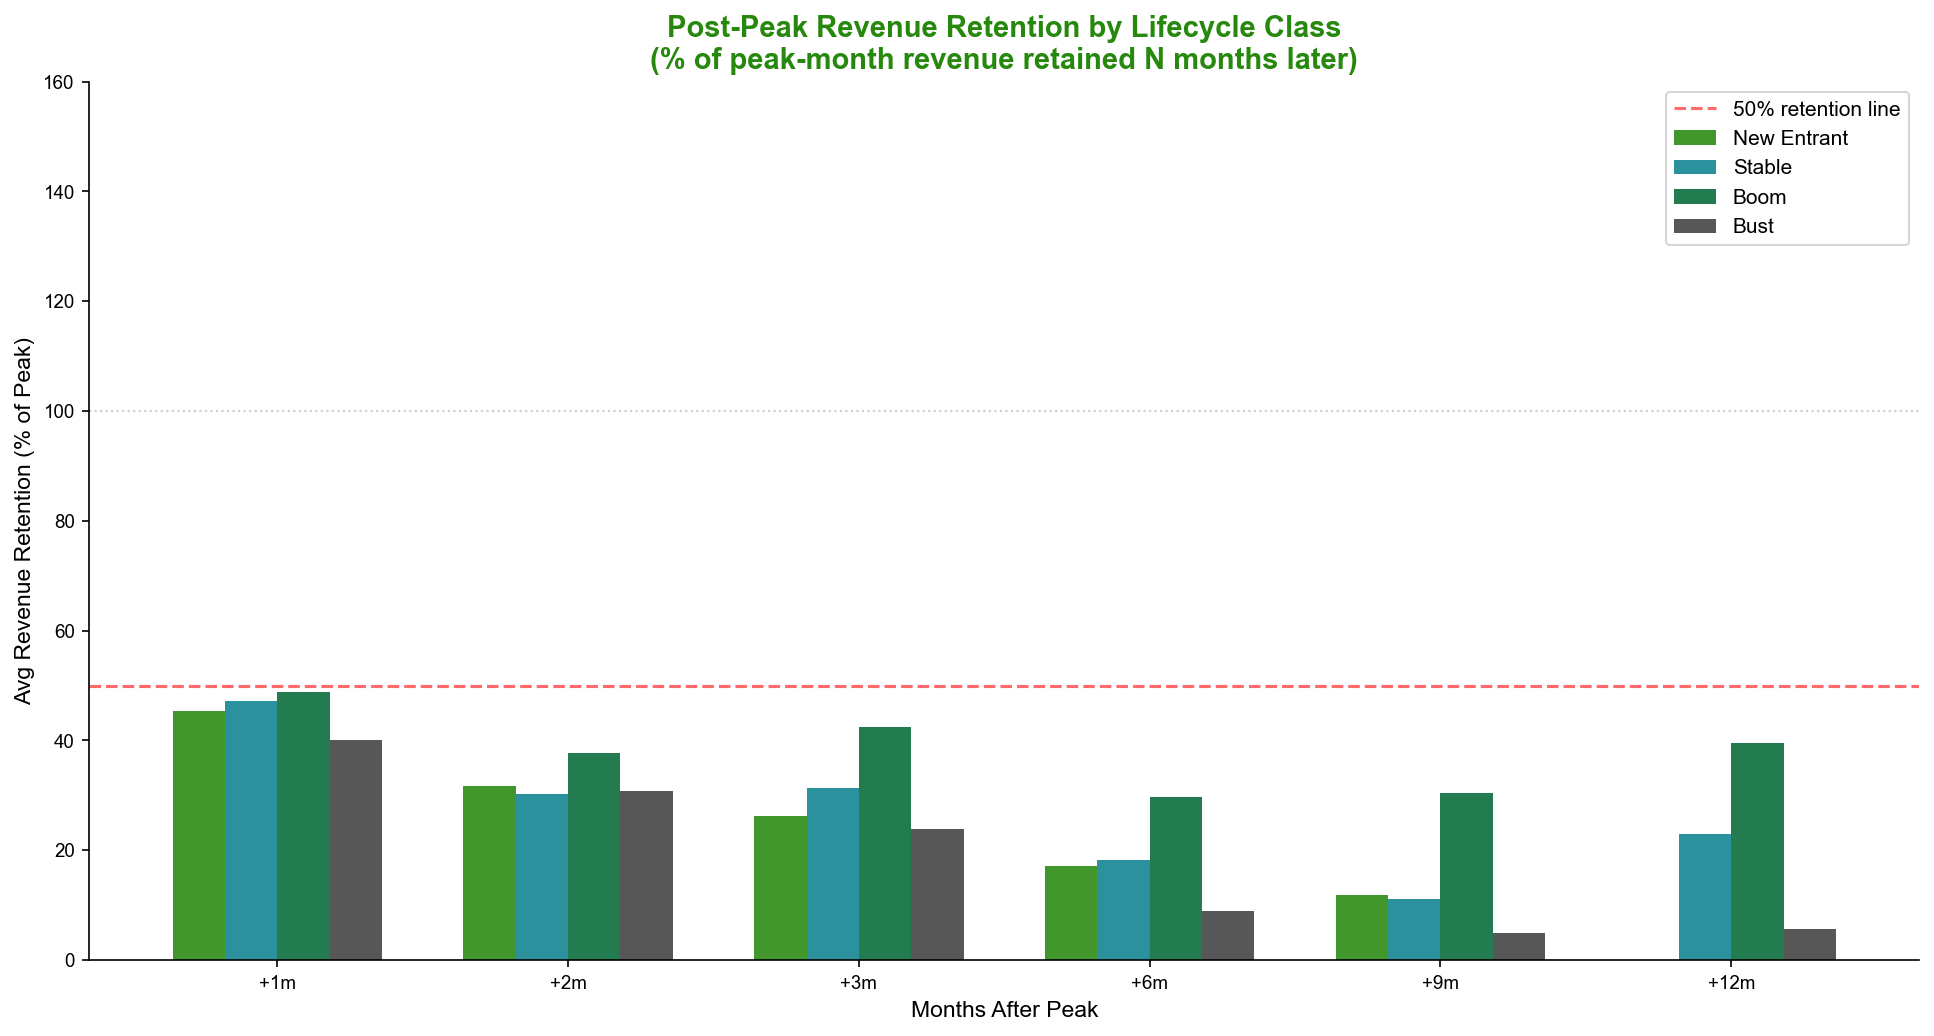 Post-Peak Revenue Retention by Lifecycle Class
(% of peak-month revenue retained N months later)
160
140
120
100
80
60
40
20
0
Avg Revenue Retention (% of Peak)
50% retention line
New Entrant
Stable
Boom
Bust
+1m
+2m
+3m
+6m
+9m
+12m
Months After Peak